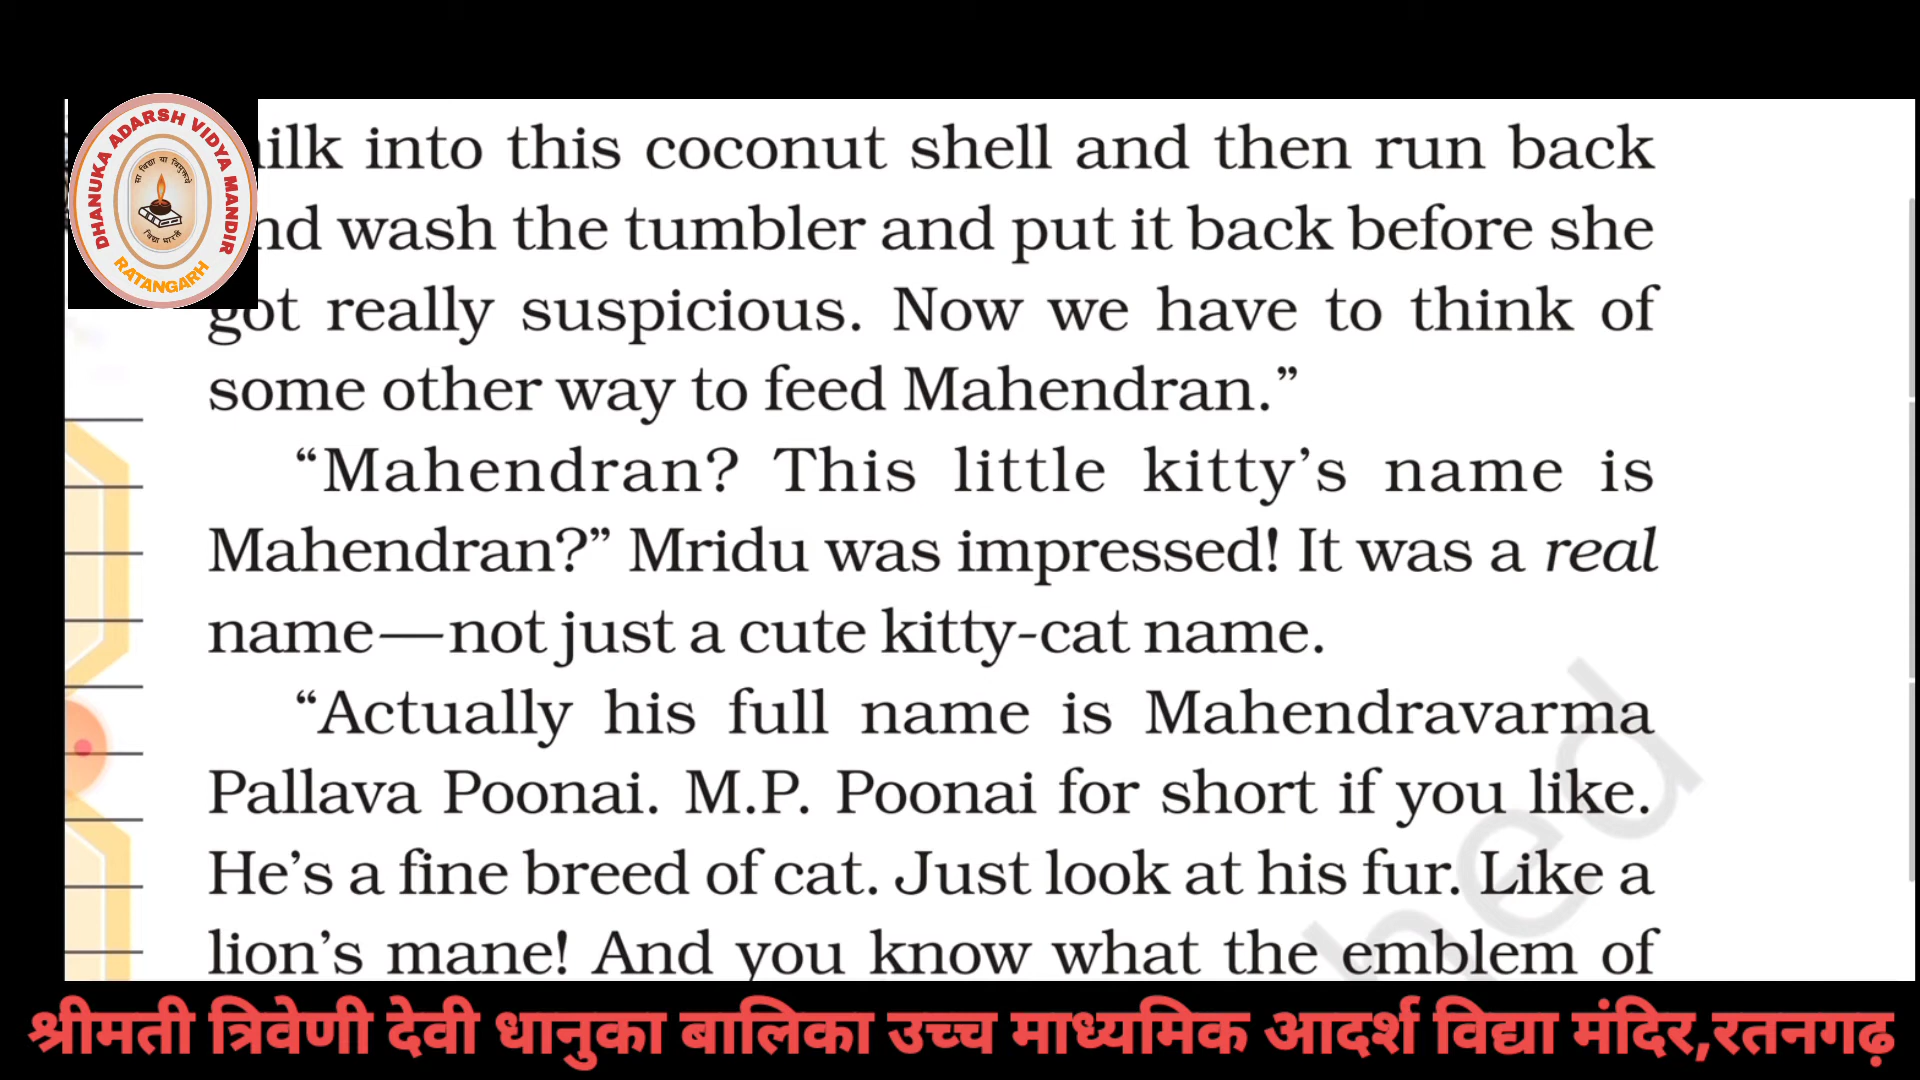 DHANUKA ADARSH VIDYA MANDIR
RATANGARH
into this coconut shell and then run back
wash the tumbler and put it back before she
got really suspicious. Now we have to think of
some other way to feed Mahendran.”
“Mahendran? This little kitty’s name is
Mahendran?” Mridu was impressed! It was a real
name—not just a cute kitty-cat name.
“Actually his full name is Mahendravarma
Pallava Poonai. M.P. Poonai for short if you like.
He’s a fine breed of cat. Just look at his fur. Like a
lion’s mane! And you know what the emblem of
श्रीमती त्रिवेणी देवी धानुका बालिका उच्च माध्यमिक आदर्श विद्या मंदिर,रतनगढ़